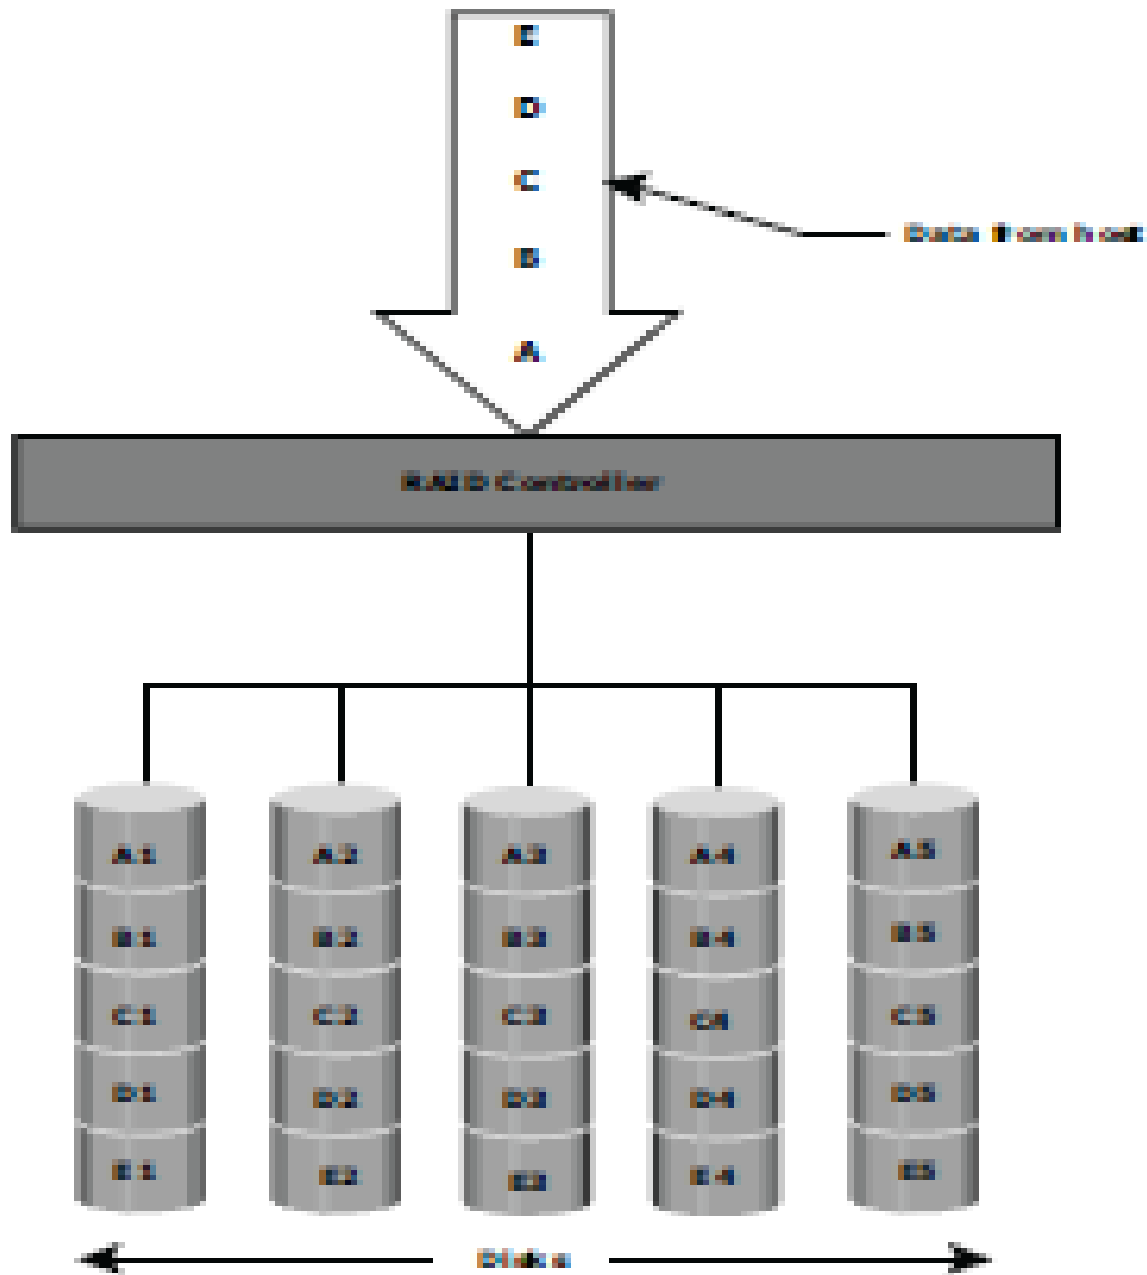 E
D
C
B
A
Data from host
RAID Controller
A1 A2 A3 A4 A5
B1 B2 B3 B4 B5
C1 C2 C3 C4 C5
D1 D2 D3 D4 D5
E1 E2 E3 E4 E5
Disks